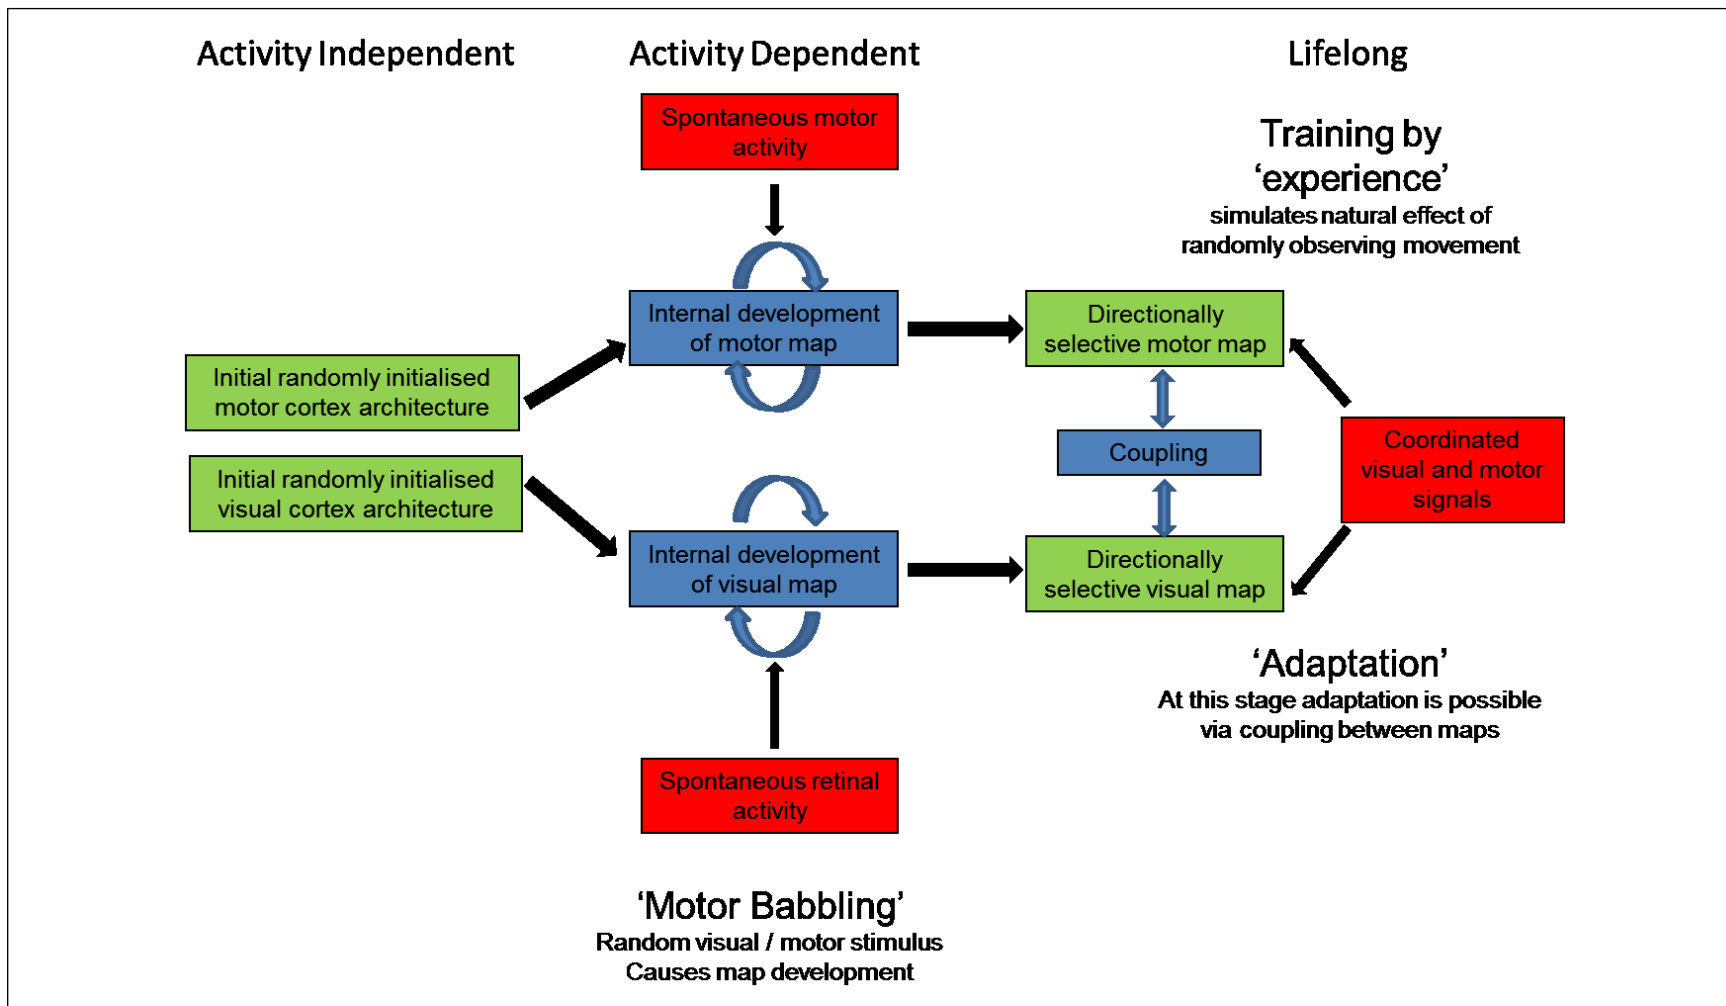 Activity Independent
Activity Dependent
Lifelong
Spontaneous motor
activity
Training by
‘experience’
simulates natural effect of
randomly observing movement
Internal development
of motor map
Directionally
selective motor map
Initial randomly initialised
motor cortex architecture
Coupling
Coordinated
visual and motor
signals
Initial randomly initialised
visual cortex architecture
Internal development
of visual map
Directionally
selective visual map
‘Adaptation’
At this stage adaptation is possible
via coupling between maps
Spontaneous retinal
activity
‘Motor Babbling’
Random visual / motor stimulus
Causes map development